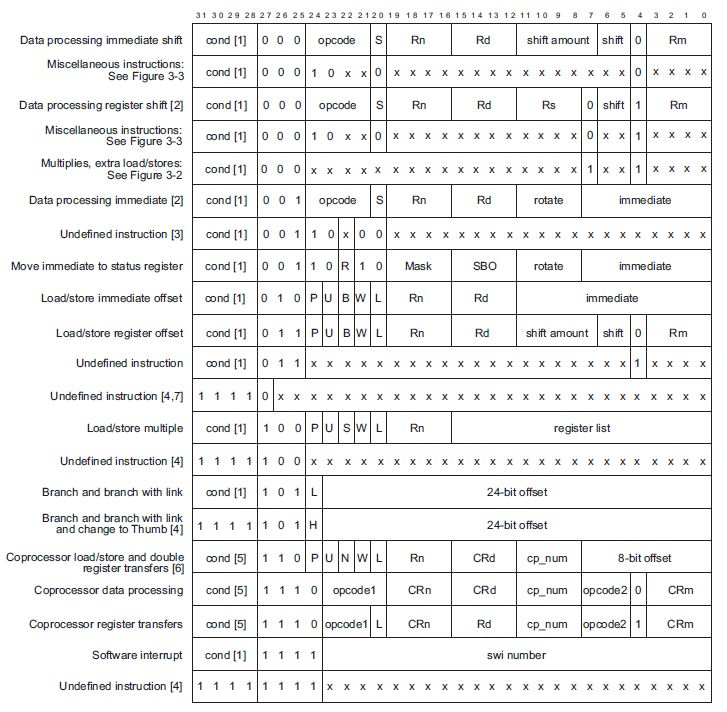 31 30 29 28 27 26 25 24 23 22 21 20 19 18 17 16 15 14 13 12 11 10 9 8 7 6 5 4 3 2 1 0
Data processing immediate shift cond [1] 0 0 0 opcode S Rn Rd shift amount shift 0 Rm
Miscellaneous instructions:
See Figure 3-3 cond [1] 0 0 0 1 0 x x 0 x x x x x x x x x x x x x x x 0 x x x x
Data processing register shift [2] cond [1] 0 0 0 opcode S Rn Rd Rs 0 shift 1 Rm
Miscellaneous instructions:
See Figure 3-3 cond [1] 0 0 0 1 0 x x 0 x x x x x x x x x x x x 0 x x 1 x x x x
Multiplies, extra load/stores:
See Figure 3-2 cond [1] 0 0 0 x x x x x x x x x x x x x x x x x 1 x x 1 x x x x
Data processing immediate [2] cond [1] 0 0 1 opcode S Rn Rd rotate immediate
Undefined instruction [3] cond [1] 0 0 1 1 0 x 0 0 x x x x x x x x x x x x x x x x x x x x
Move immediate to status register cond [1] 0 0 1 1 0 R 1 0 Mask SBO rotate immediate
Load/store immediate offset cond [1] 0 1 0 P U B W L Rn Rd immediate
Load/store register offset cond [1] 0 1 1 P U B W L Rn Rd shift amount shift 0 Rm
Undefined instruction cond [1] 0 1 1 x x x x x x x x x x x x x x x x x x x x 1 x x x x
Undefined instruction [4,7] 1 1 1 1 0 x x x x x x x x x x x x x x x x x x x x x x x x x x x
Load/store multiple cond [1] 1 0 0 P U S W L Rn register list
Undefined instruction [4] 1 1 1 1 1 0 0 x x x x x x x x x x x x x x x x x x x x x x x x x
Branch and branch with link cond [1] 1 0 1 L 24-bit offset
Branch and branch with link
and change to Thumb [4] 1 1 1 1 1 0 1 H 24-bit offset
Coprocessor load/store and double
register transfers [6] cond [5] 1 1 0 P U N W L Rn CRd cp_num 8-bit offset
Coprocessor data processing cond [5] 1 1 1 0 opcode1 CRn CRd cp_num opcode2 0 CRm
Coprocessor register transfers cond [5] 1 1 1 0 opcode1 L CRn Rd cp_num opcode2 1 CRm
Software interrupt cond [1] 1 1 1 1 swi number
Undefined instruction [4] 1 1 1 1 1 1 1 1 x x x x x x x x x x x x x x x x x x x x x x x x